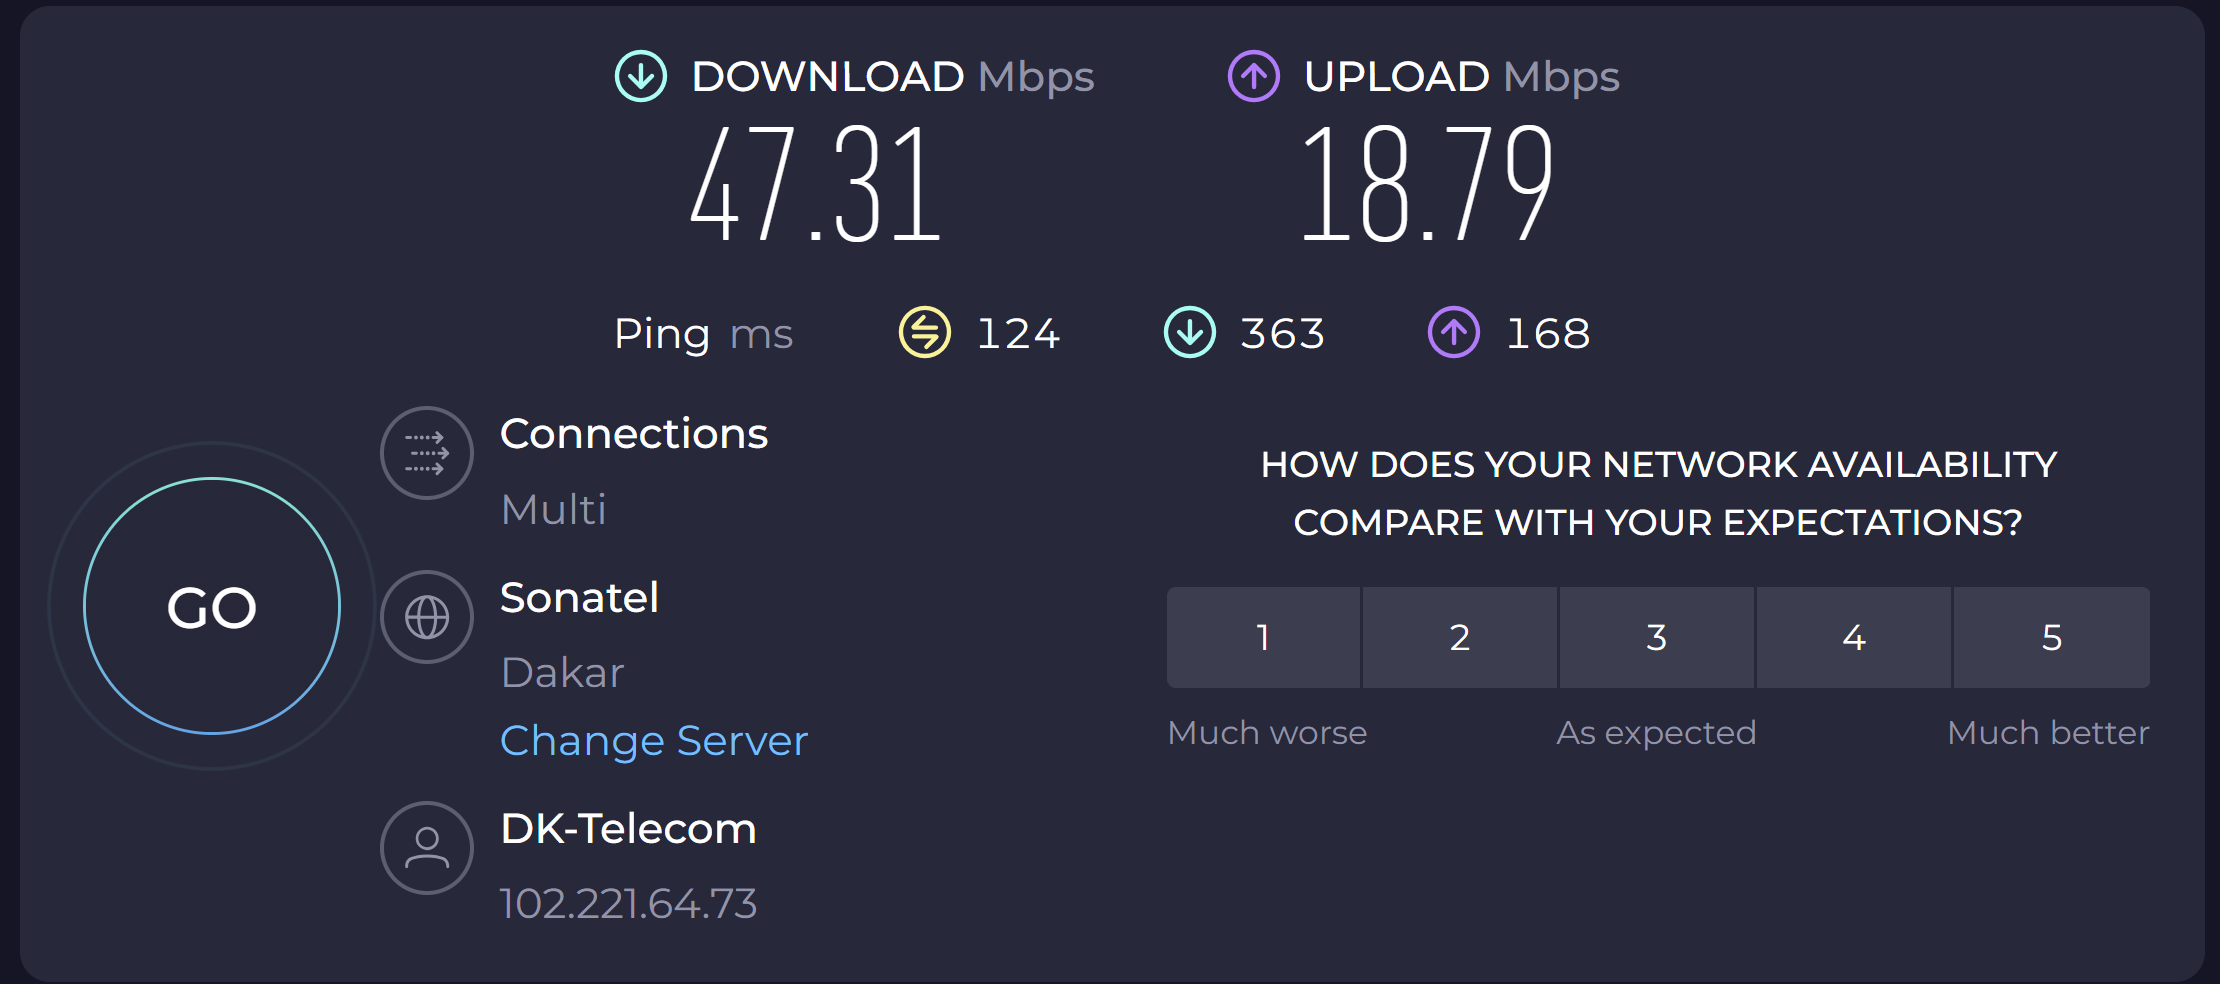 DOWNLOAD Mbps
47.31
UPLOAD Mbps
18.79
Ping ms 124 363 168
Connections
Multi
Sonatel
Dakar
Change Server
DK-Telecom
102.221.64.73
GO
HOW DOES YOUR NETWORK AVAILABILITY
COMPARE WITH YOUR EXPECTATIONS?
1 2 3 4 5
Much worse As expected Much better